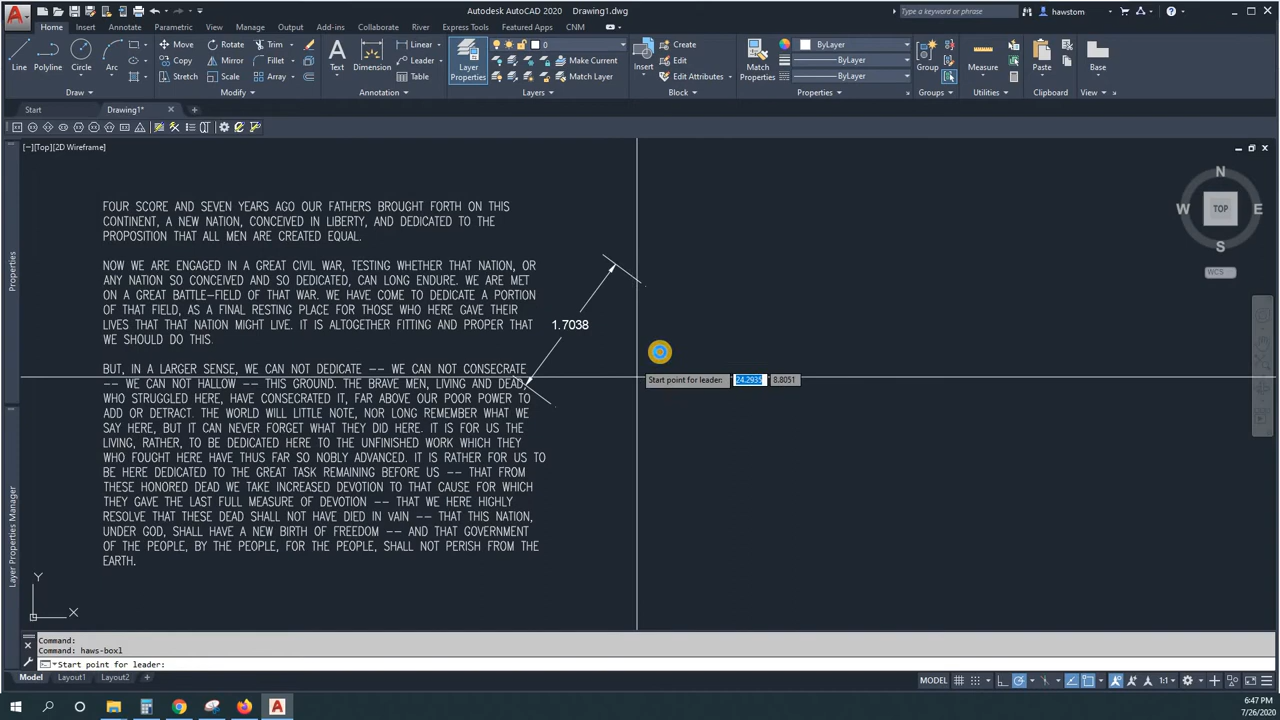 Autodesk AutoCAD 2020 Drawing1.dwg
Type a keyword or phrase
hawstom
Home Insert Annotate Parametric View Manage Output Add-ins Collaborate Raster Express Tools Featured Apps CNM
Line Polyline Circle Arc
Move Rotate Trim
Copy Mirror Fillet
Stretch Scale Array
Text Dimension
Linear
Leader
Table
Layer Properties
0
Make Current
Match Layer
Insert
Create
Edit
Edit Attributes
Match Properties
ByLayer
ByLayer
ByLayer
Group Measure Paste Base
Draw Modify Annotation Layers Block Properties Groups Utilities Clipboard View
Start Drawing1*
[−][Top][2D Wireframe]
N
W TOP E
S
WCS
Properties
Layer Properties Manager
FOUR SCORE AND SEVEN YEARS AGO OUR FATHERS BROUGHT FORTH ON THIS
CONTINENT, A NEW NATION, CONCEIVED IN LIBERTY, AND DEDICATED TO THE
PROPOSITION THAT ALL MEN ARE CREATED EQUAL.
NOW WE ARE ENGAGED IN A GREAT CIVIL WAR, TESTING WHETHER THAT NATION, OR
ANY NATION SO CONCEIVED AND SO DEDICATED, CAN LONG ENDURE. WE ARE MET
ON A GREAT BATTLE-FIELD OF THAT WAR. WE HAVE COME TO DEDICATE A PORTION
OF THAT FIELD, AS A FINAL RESTING PLACE FOR THOSE WHO HERE GAVE THEIR
LIVES THAT THAT NATION MIGHT LIVE. IT IS ALTOGETHER FITTING AND PROPER THAT
WE SHOULD DO THIS.
BUT, IN A LARGER SENSE, WE CAN NOT DEDICATE -- WE CAN NOT CONSECRATE
-- WE CAN NOT HALLOW -- THIS GROUND. THE BRAVE MEN, LIVING AND DEAD,
WHO STRUGGLED HERE, HAVE CONSECRATED IT, FAR ABOVE OUR POOR POWER TO
ADD OR DETRACT. THE WORLD WILL LITTLE NOTE, NOR LONG REMEMBER WHAT WE
SAY HERE, BUT IT CAN NEVER FORGET WHAT THEY DID HERE. IT IS FOR US THE
LIVING, RATHER, TO BE DEDICATED HERE TO THE UNFINISHED WORK WHICH THEY
WHO FOUGHT HERE HAVE THUS FAR SO NOBLY ADVANCED. IT IS RATHER FOR US TO
BE HERE DEDICATED TO THE GREAT TASK REMAINING BEFORE US -- THAT FROM
THESE HONORED DEAD WE TAKE INCREASED DEVOTION TO THAT CAUSE FOR WHICH
THEY GAVE THE LAST FULL MEASURE OF DEVOTION -- THAT WE HERE HIGHLY
RESOLVE THAT THESE DEAD SHALL NOT HAVE DIED IN VAIN -- THAT THIS NATION,
UNDER GOD, SHALL HAVE A NEW BIRTH OF FREEDOM -- AND THAT GOVERNMENT
OF THE PEOPLE, BY THE PEOPLE, FOR THE PEOPLE, SHALL NOT PERISH FROM THE
EARTH.
1.7038
Start point for leader: 24.2935 8.8051
Y
X
Command:
Command: haws-boxl
Start point for leader:
Model Layout1 Layout2
MODEL 1:1
6:47 PM
7/26/2020